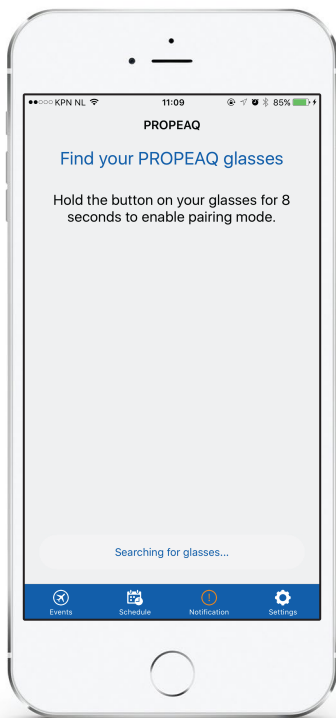 KPN NL 11:09 85%
PROPEAQ
Find your PROPEAQ glasses
Hold the button on your glasses for 8
seconds to enable pairing mode.
Searching for glasses...
Events Schedule Notification Settings